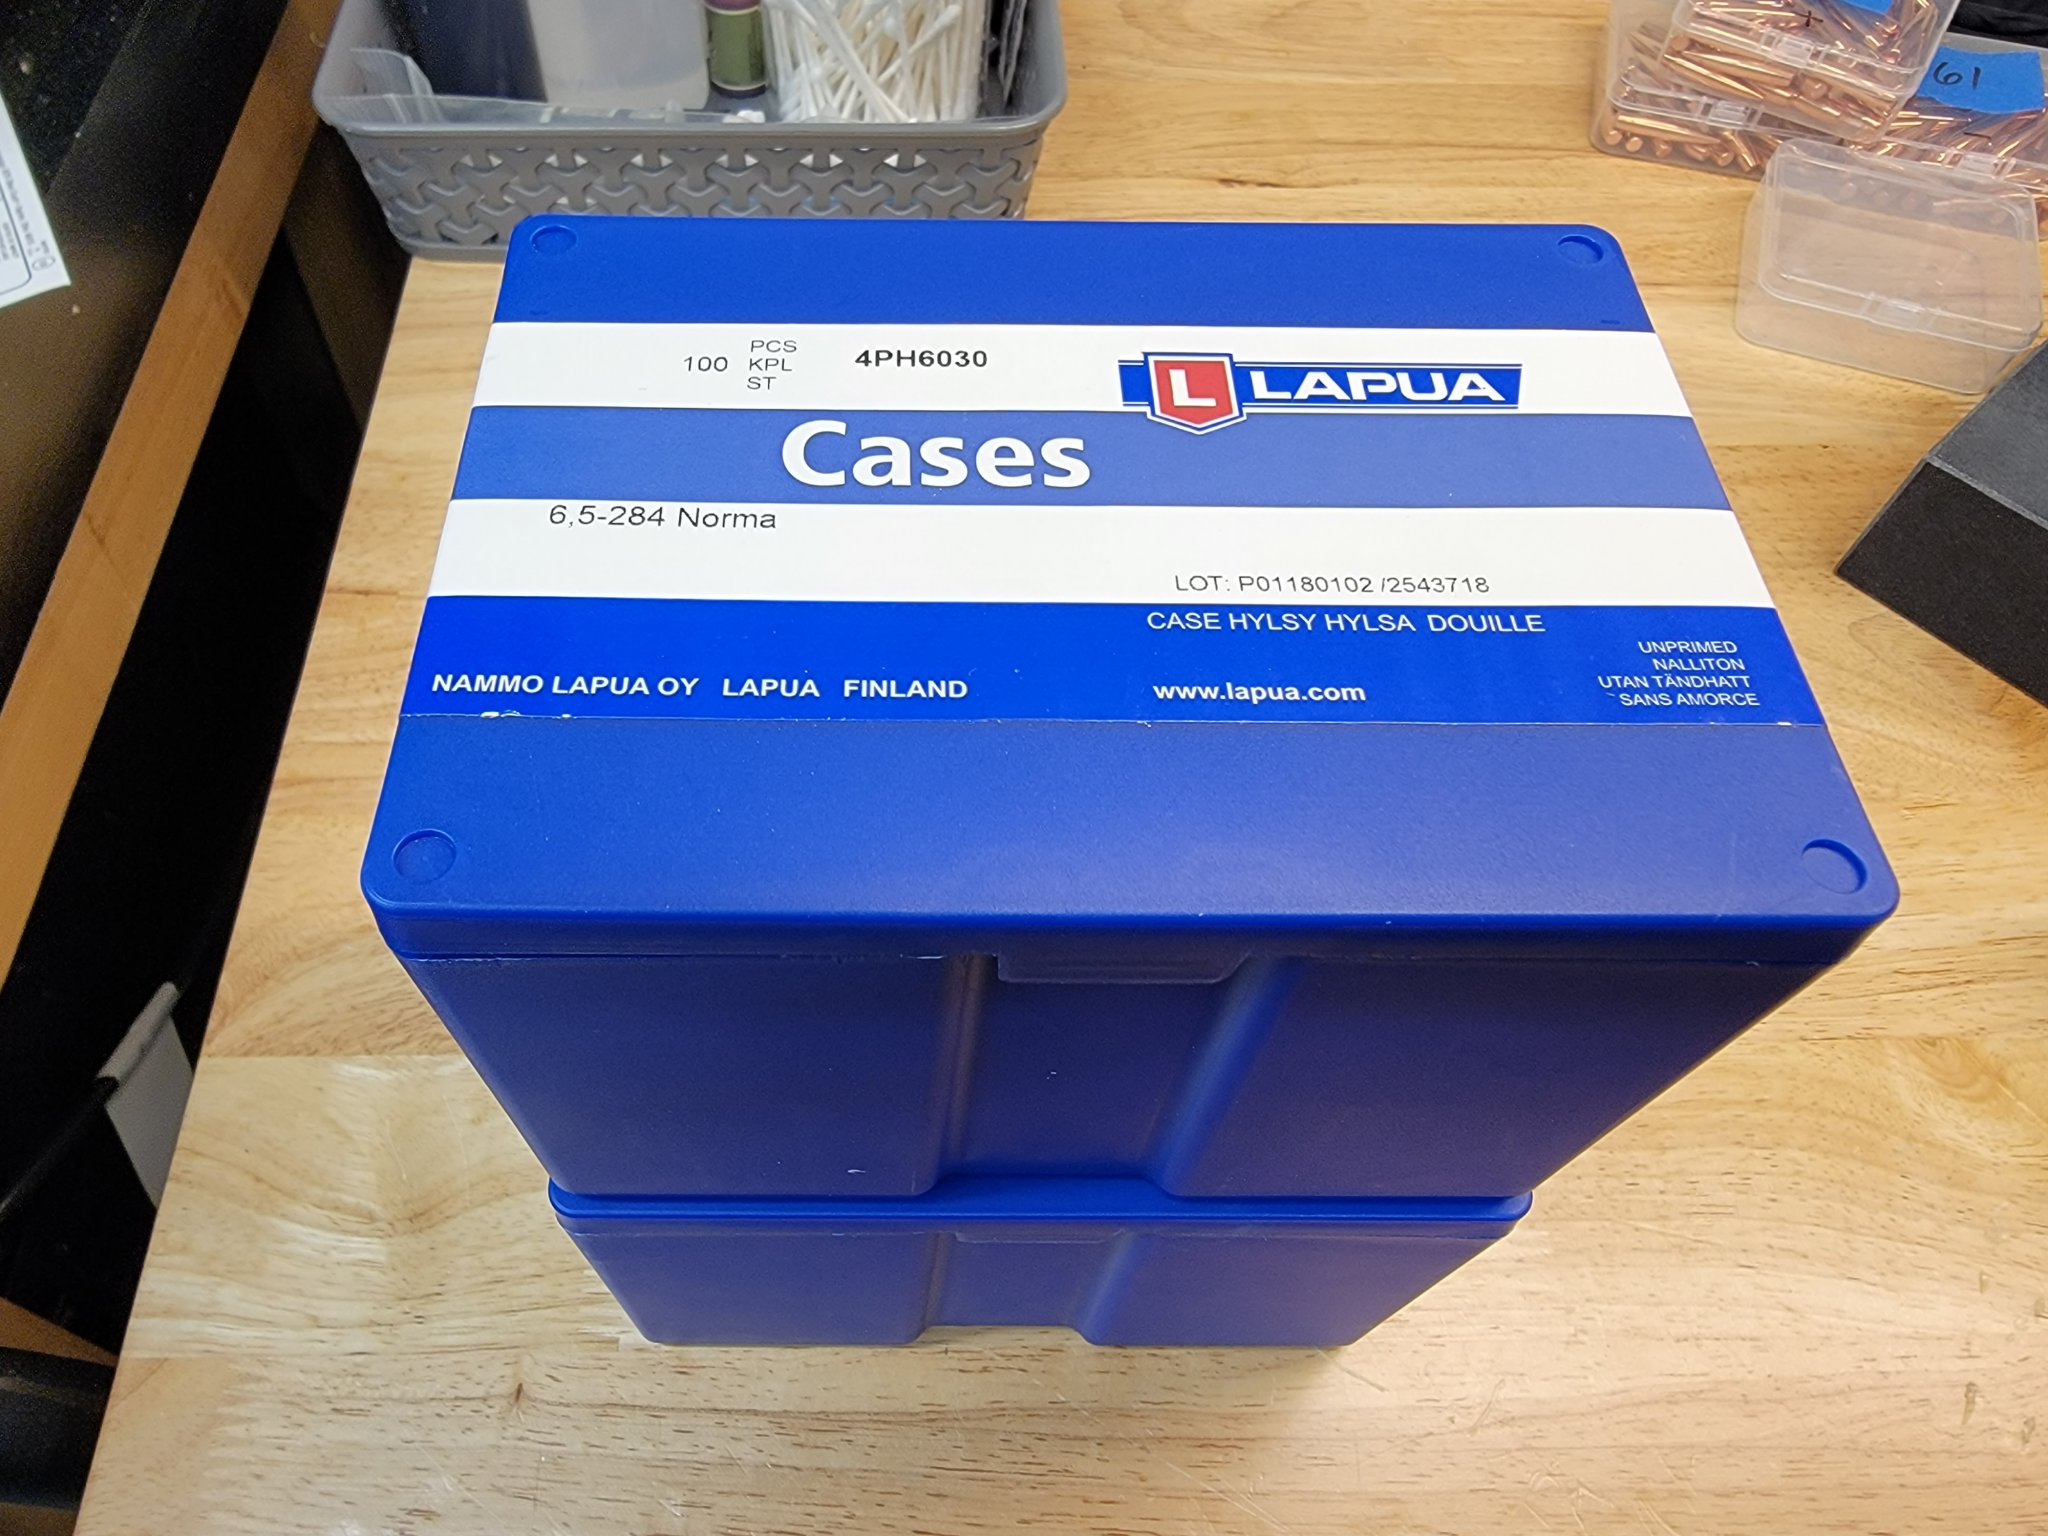 61
100 PCS
KPL
ST
4PH6030
L LAPUA
Cases
6,5-284 Norma
LOT: P01180102 /2543718
CASE HYLSY HYLSA DOUILLE
UNPRIMED
NALLITON
UTAN TÄNDHATT
SANS AMORCE
NAMMO LAPUA OY LAPUA FINLAND
www.lapua.com